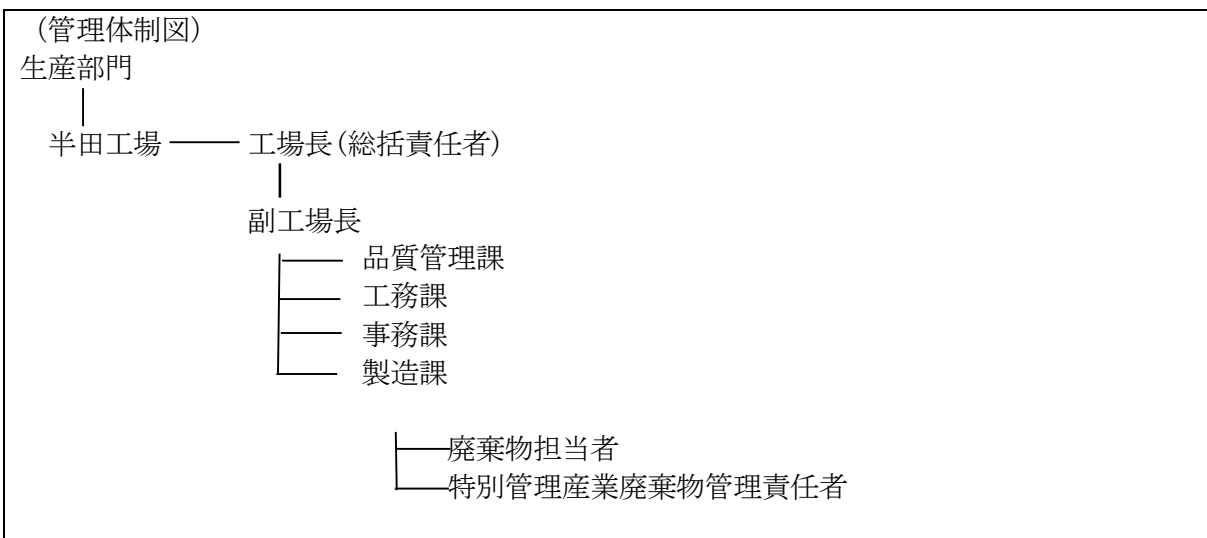 （管理体制図）
生産部門
半田工場 工場長(総括責任者)
副工場長
品質管理課
工務課
事務課
製造課
廃棄物担当者
特別管理産業廃棄物管理責任者